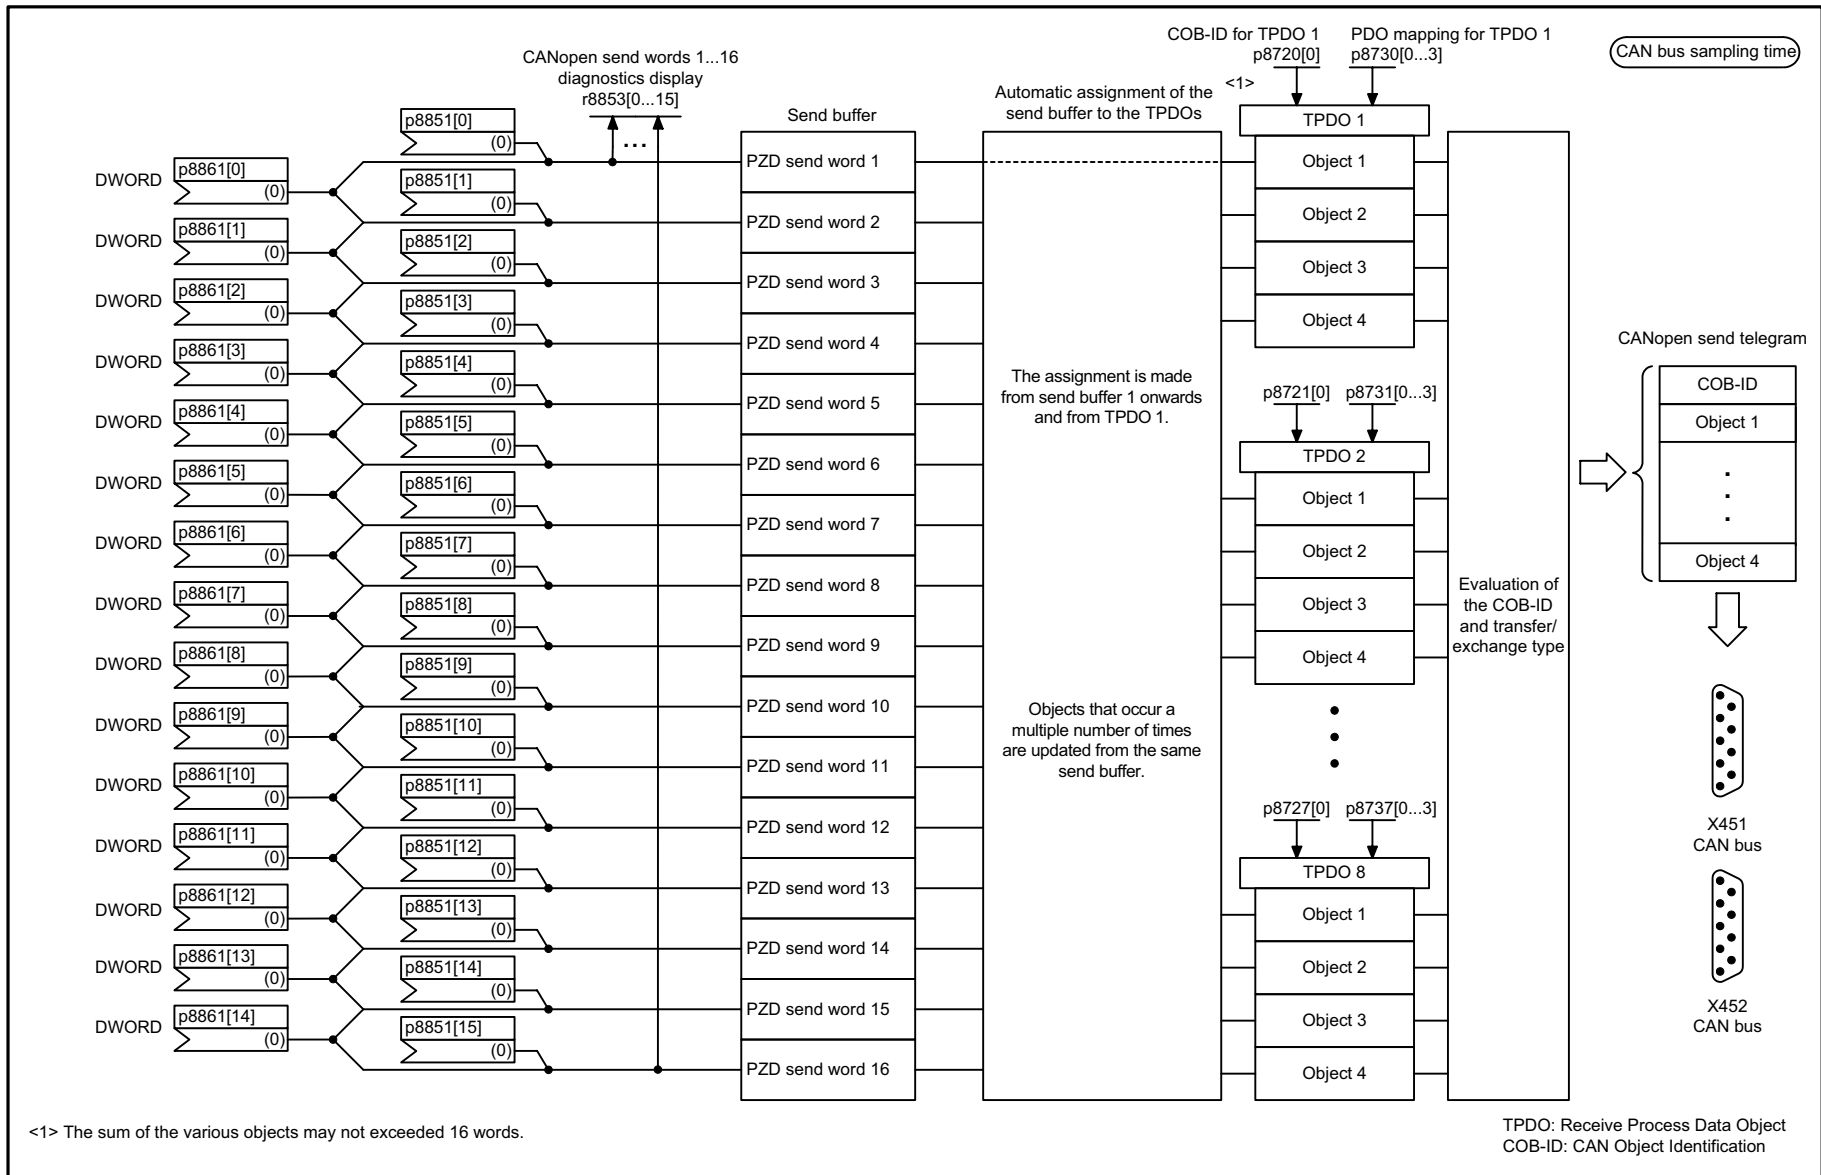 COB-ID for TPDO 1
p8720[0]
PDO mapping for TPDO 1
p8730[0...3]
CAN bus sampling time
CANopen send words 1...16
diagnostics display
r8853[0...15]
...
<1>
Send buffer
Automatic assignment of the
send buffer to the TPDOs
DWORD
p8861[0]
(0)
DWORD
p8861[1]
(0)
DWORD
p8861[2]
(0)
DWORD
p8861[3]
(0)
DWORD
p8861[4]
(0)
DWORD
p8861[5]
(0)
DWORD
p8861[6]
(0)
DWORD
p8861[7]
(0)
DWORD
p8861[8]
(0)
DWORD
p8861[9]
(0)
DWORD
p8861[10]
(0)
DWORD
p8861[11]
(0)
DWORD
p8861[12]
(0)
DWORD
p8861[13]
(0)
DWORD
p8861[14]
(0)
p8851[0]
(0)
p8851[1]
(0)
p8851[2]
(0)
p8851[3]
(0)
p8851[4]
(0)
p8851[5]
(0)
p8851[6]
(0)
p8851[7]
(0)
p8851[8]
(0)
p8851[9]
(0)
p8851[10]
(0)
p8851[11]
(0)
p8851[12]
(0)
p8851[13]
(0)
p8851[14]
(0)
p8851[15]
(0)
PZD send word 1
PZD send word 2
PZD send word 3
PZD send word 4
PZD send word 5
PZD send word 6
PZD send word 7
PZD send word 8
PZD send word 9
PZD send word 10
PZD send word 11
PZD send word 12
PZD send word 13
PZD send word 14
PZD send word 15
PZD send word 16
The assignment is made
from send buffer 1 onwards
and from TPDO 1.
Objects that occur a
multiple number of times
are updated from the same
send buffer.
TPDO 1
Object 1
Object 2
Object 3
Object 4
p8721[0]
p8731[0...3]
TPDO 2
Object 1
Object 2
Object 3
Object 4
p8727[0]
p8737[0...3]
TPDO 8
Object 1
Object 2
Object 3
Object 4
Evaluation of
the COB-ID
and transfer/
exchange type
CANopen send telegram
COB-ID
Object 1
.
.
.
Object 4
X451
CAN bus
X452
CAN bus
<1> The sum of the various objects may not exceeded 16 words.
TPDO: Receive Process Data Object
COB-ID: CAN Object Identification